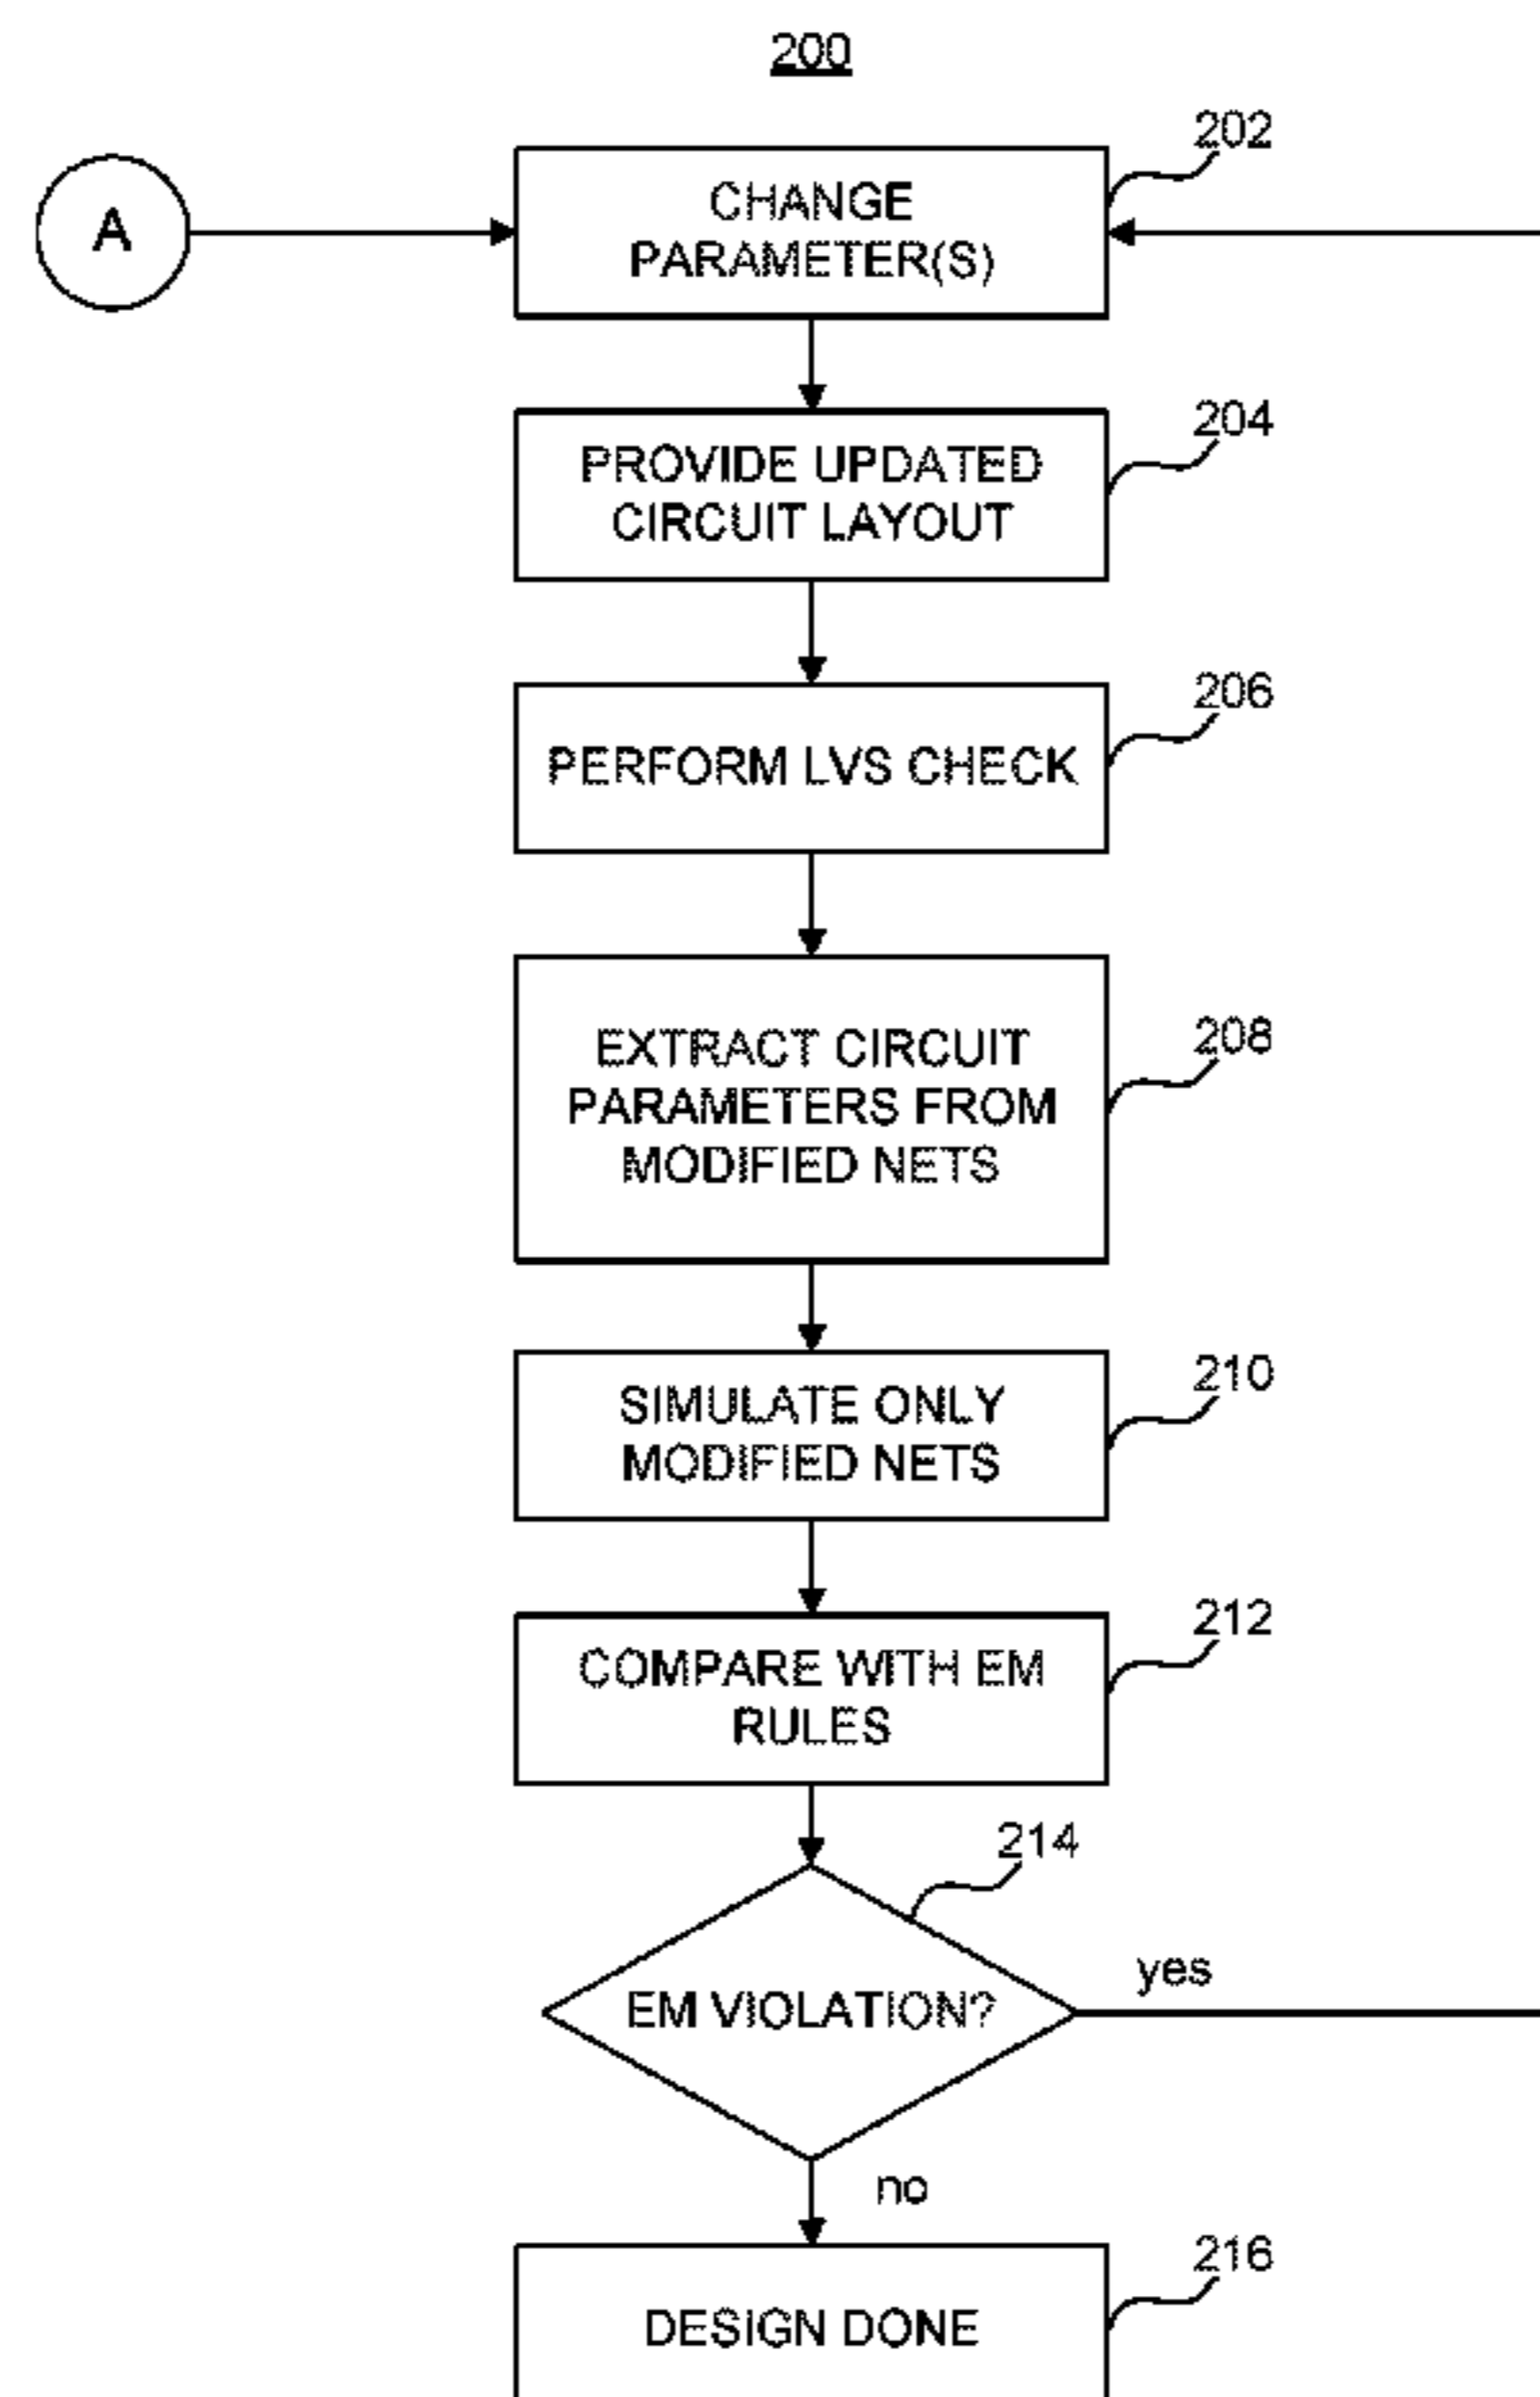 200
202
A
CHANGE
PARAMETER(S)
204
PROVIDE UPDATED
CIRCUIT LAYOUT
206
PERFORM LVS CHECK
208
EXTRACT CIRCUIT
PARAMETERS FROM
MODIFIED NETS
210
SIMULATE ONLY
MODIFIED NETS
212
COMPARE WITH EM
RULES
214
EM VIOLATION?
yes
no
216
DESIGN DONE